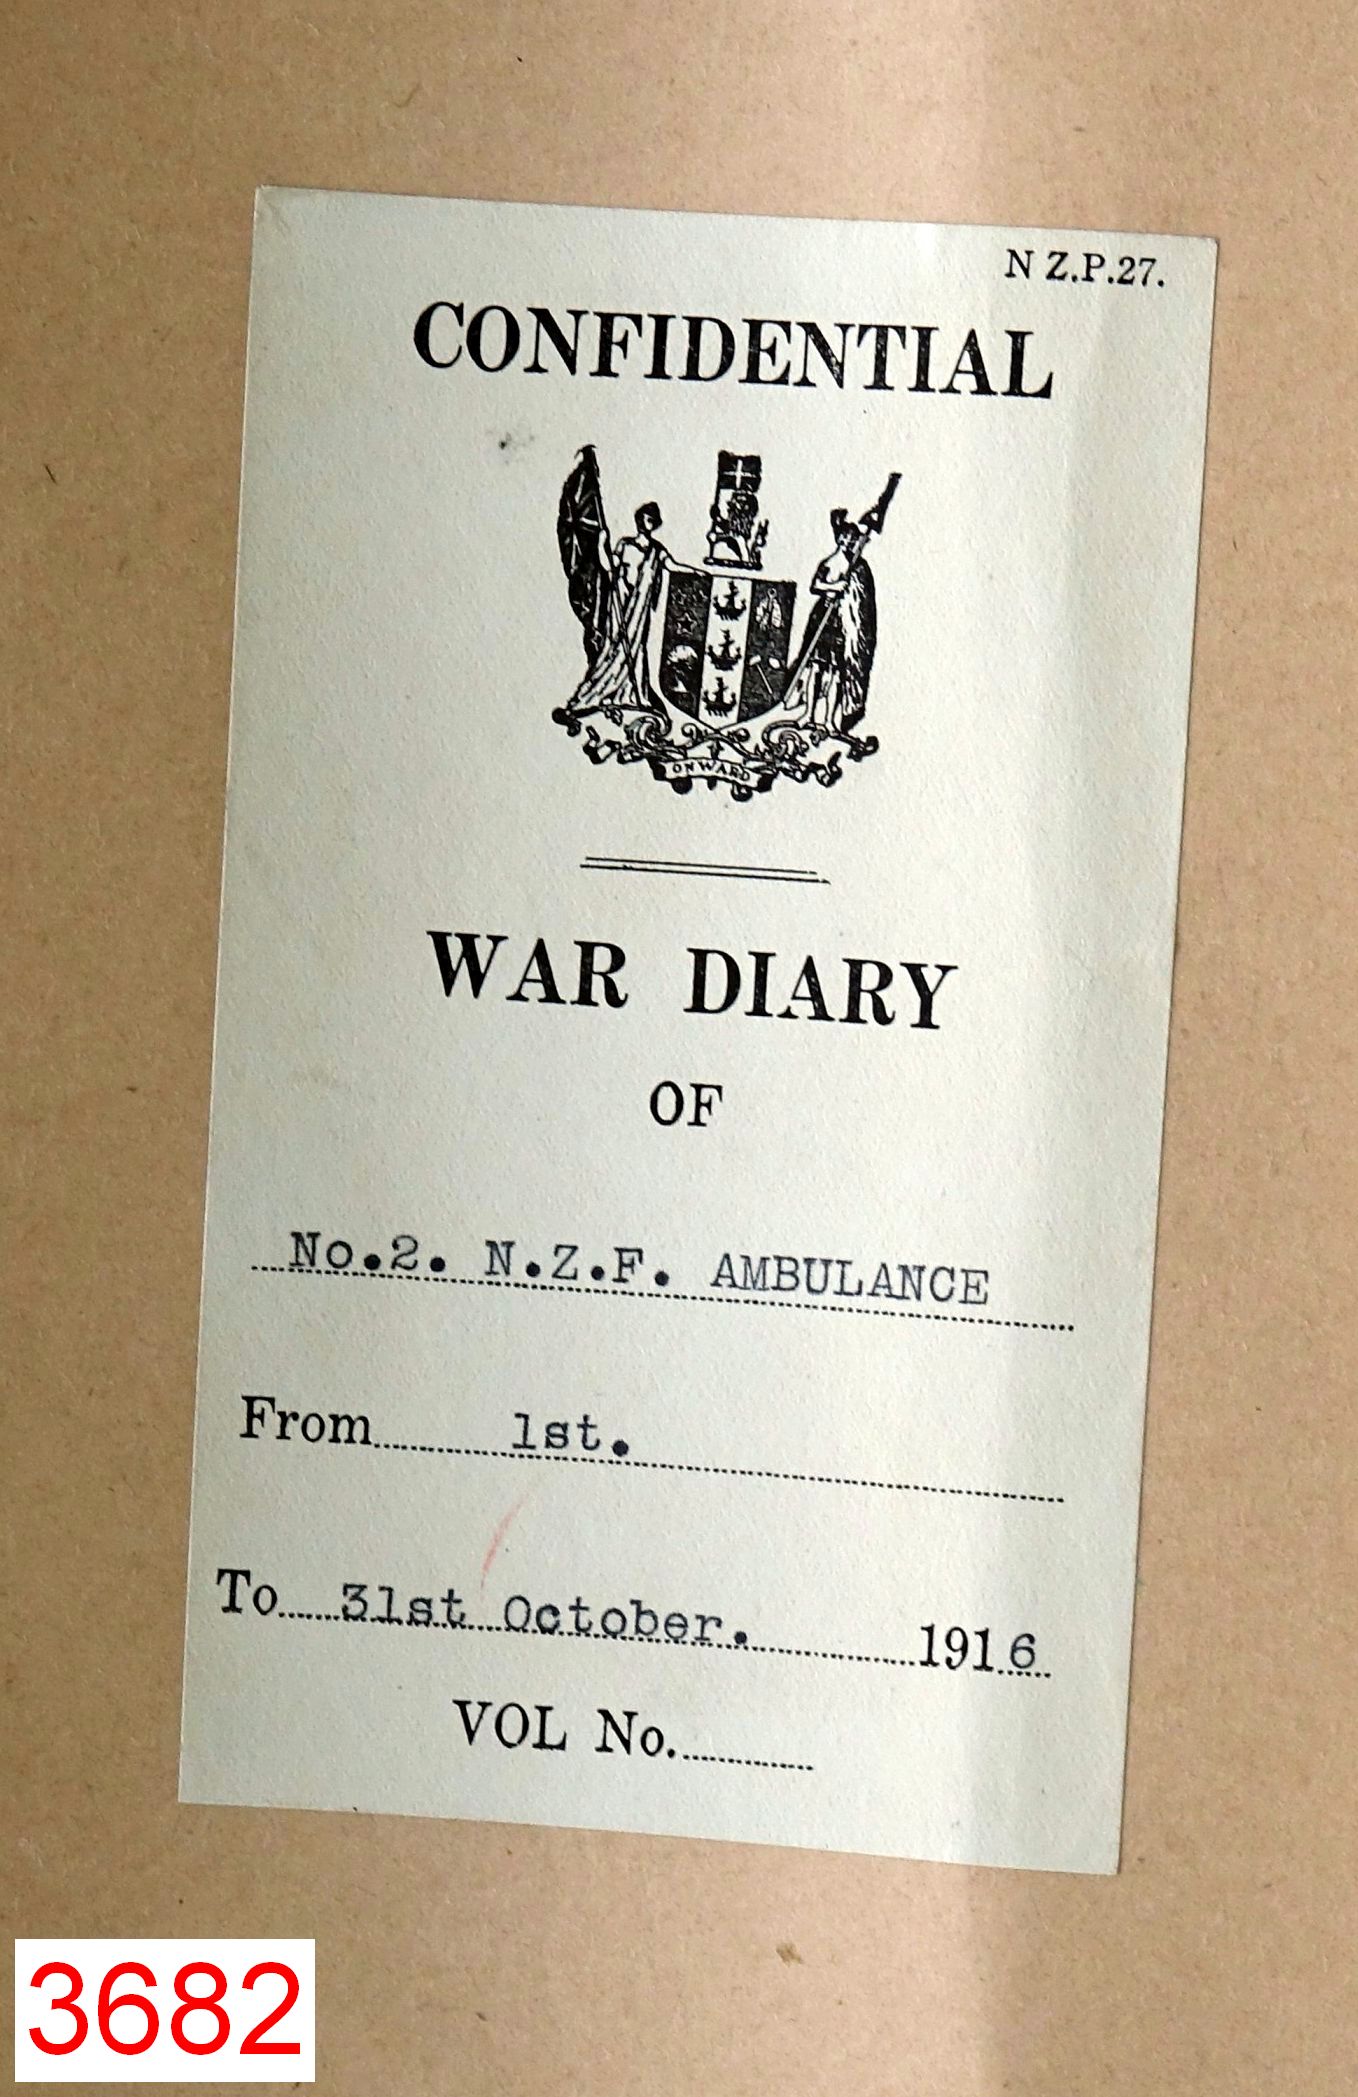 N Z.P.27.
CONFIDENTIAL
ONWARD
WAR DIARY
OF
No.2. N.Z.F. AMBULANCE
From 1st.
To 31st October. 1916
VOL No.
3682